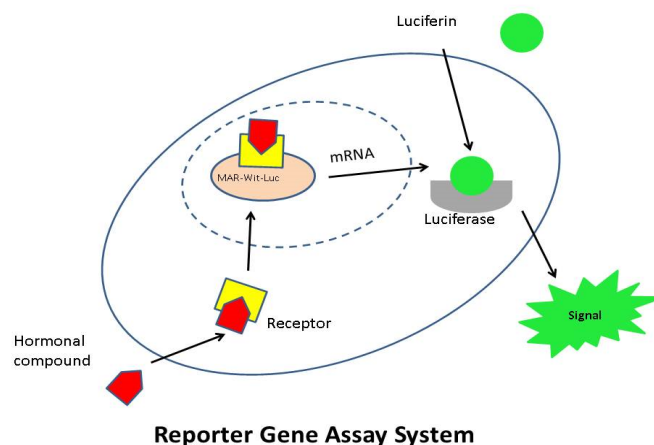 Luciferin
mRNA
MAR-Wit-Luc
Luciferase
Receptor
Signal
Hormonal
compound
Reporter Gene Assay System